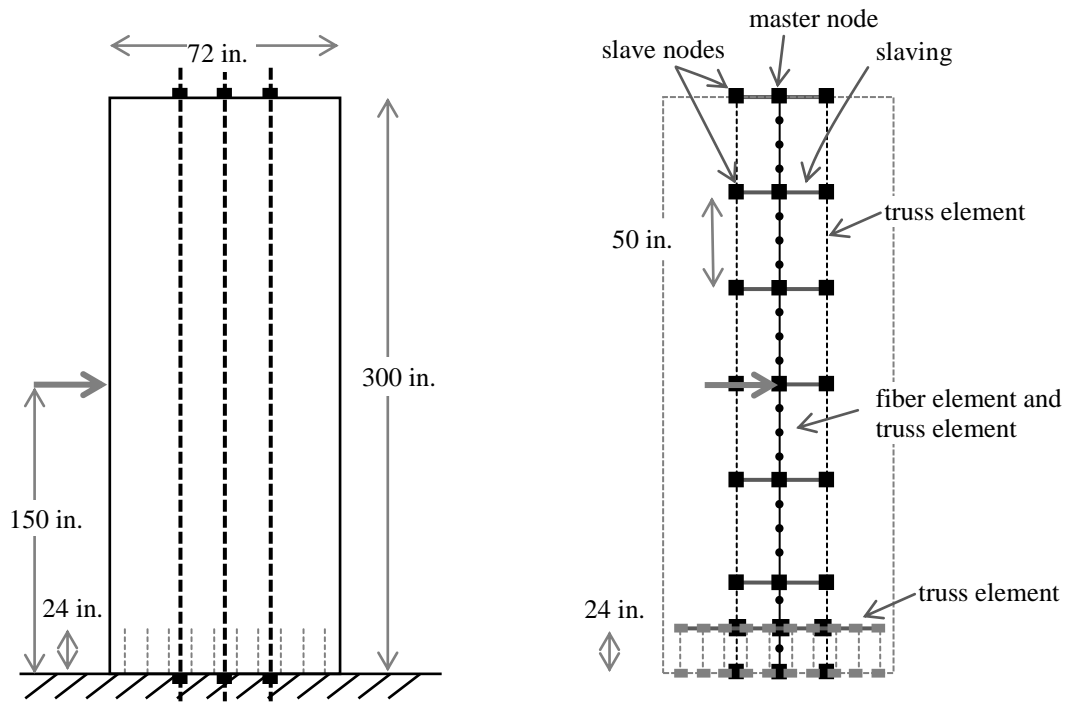 72 in.
300 in.
150 in.
24 in.
master node
slave nodes
slaving
truss element
50 in.
fiber element and
truss element
truss element
24 in.